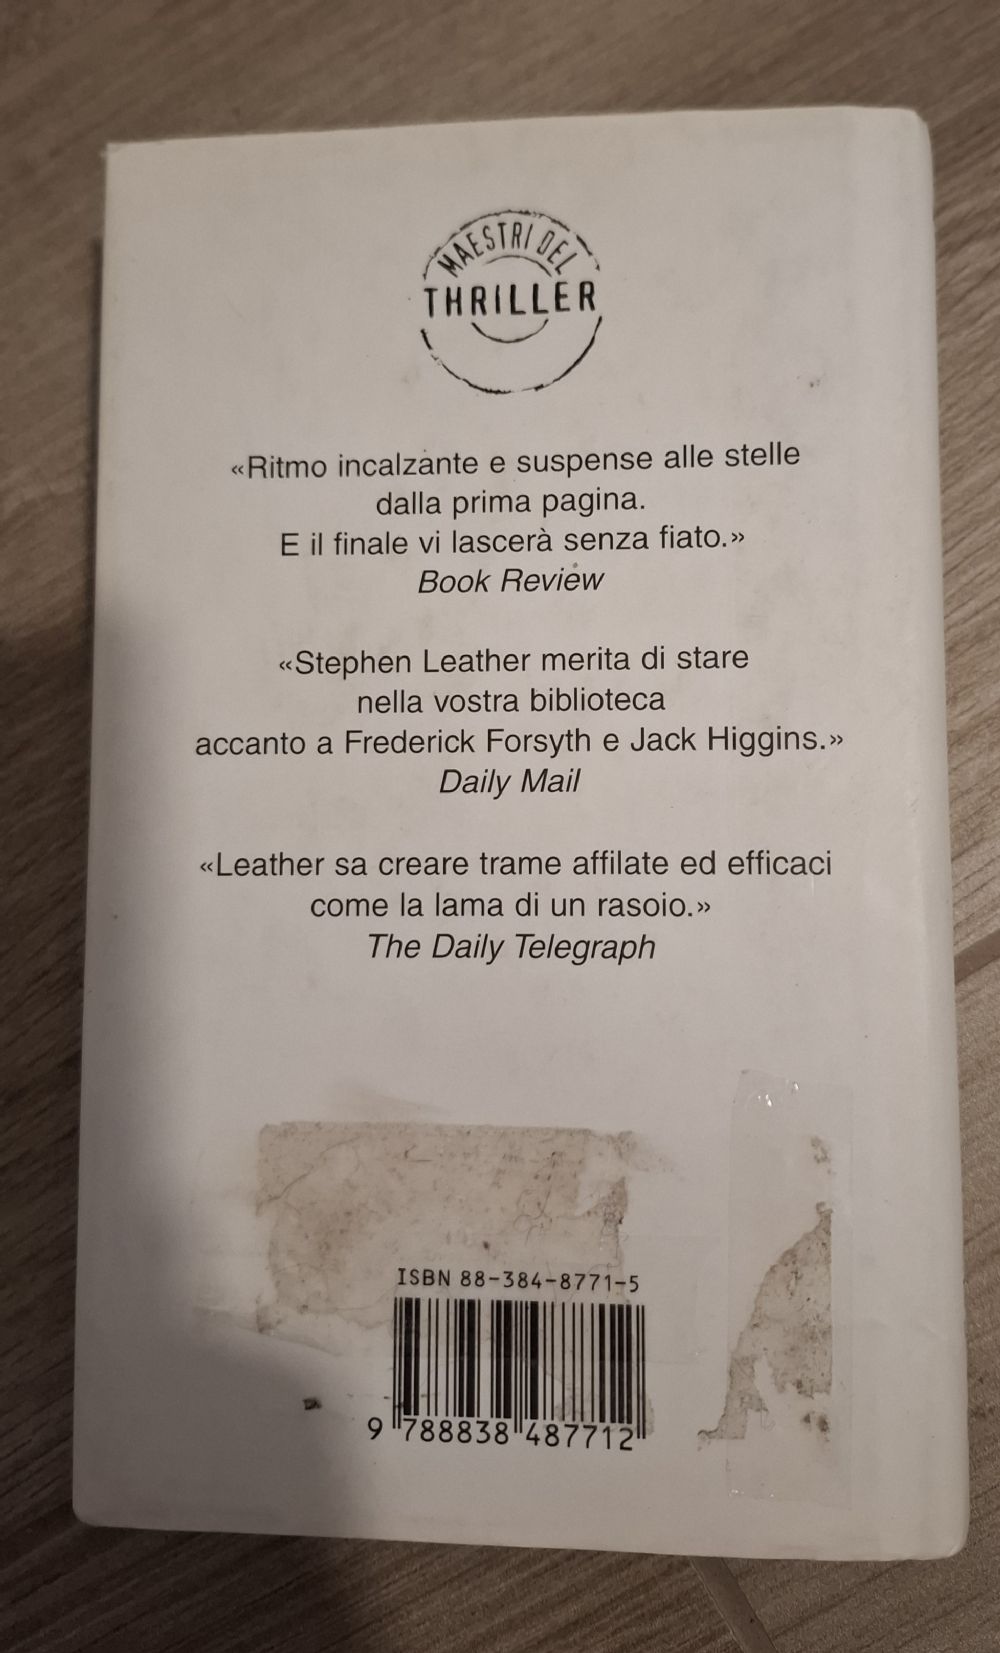 MAESTRI DEL
THRILLER
«Ritmo incalzante e suspense alle stelle
dalla prima pagina.
E il finale vi lascerà senza fiato.»
Book Review
«Stephen Leather merita di stare
nella vostra biblioteca
accanto a Frederick Forsyth e Jack Higgins.»
Daily Mail
«Leather sa creare trame affilate ed efficaci
come la lama di un rasoio.»
The Daily Telegraph
ISBN 88-384-8771-5
9 788838 487712